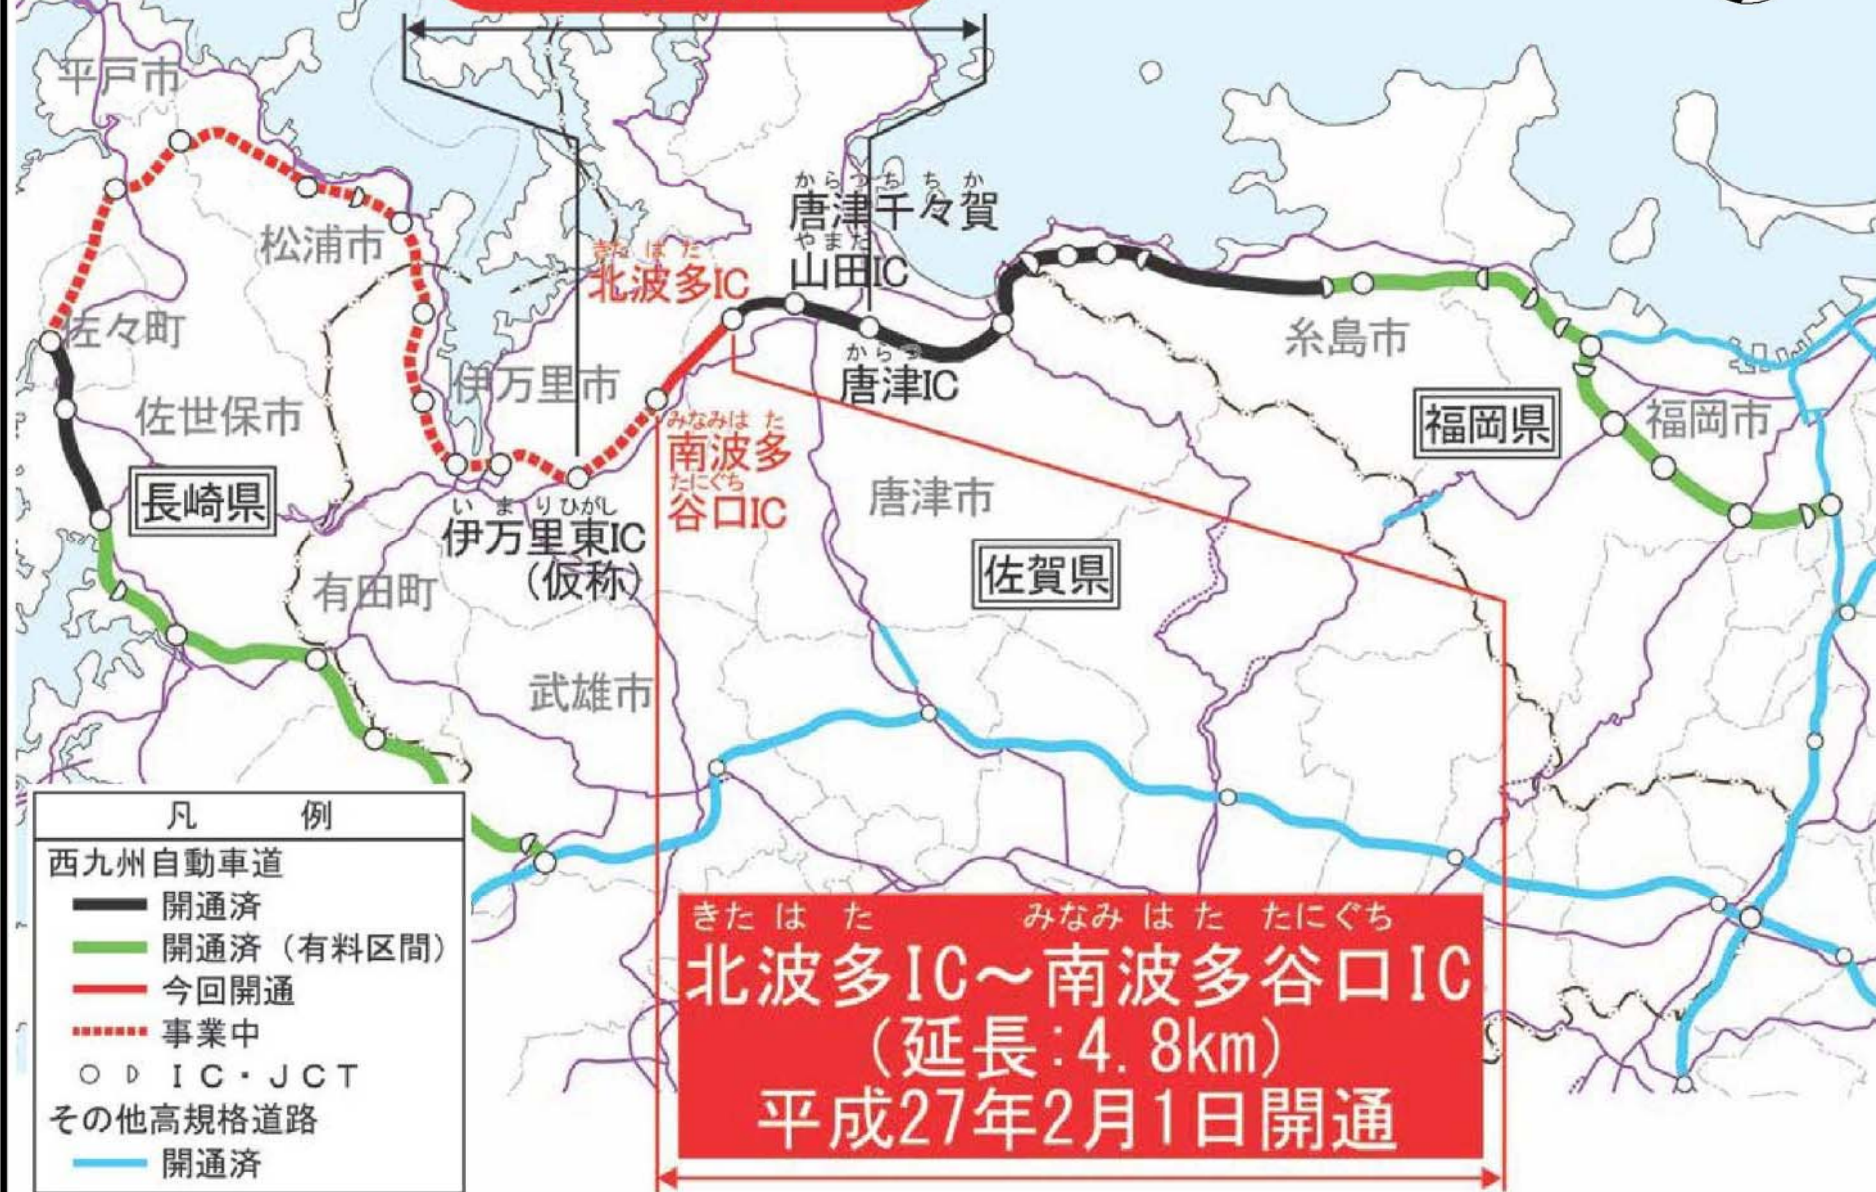 平戸市
からつ ち ち か
唐津千々賀
やまだ
山田IC
松浦市
きた は た
北波多IC
佐々町
糸島市
からつ
唐津IC
伊万里市
佐世保市
福岡県
福岡市
みなみは た
南波多
たにぐち
谷口IC
長崎県
唐津市
い ま り ひがし
伊万里東IC
(仮称)
佐賀県
有田町
武雄市
凡 例
西九州自動車道
開通済
開通済(有料区間)
今回開通
事業中
IC・JCT
その他高規格道路
開通済
きた は た みなみ は た たにぐち
北波多IC～南波多谷口IC
(延長:4.8km)
平成27年2月1日開通